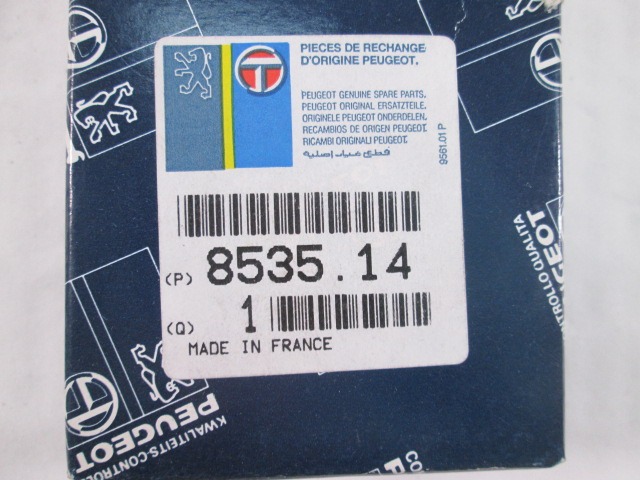 PIECES DE RECHANGE
D'ORIGINE PEUGEOT.
PEUGEOT GENUINE SPARE PARTS.
PEUGEOT ORIGINAL ERSATZTEILE.
ORIGINELE PEUGEOT ONDERDELEN.
RECAMBIOS DE ORIGEN PEUGEOT.
RICAMBI ORIGINALI PEUGEOT.
قطع غيار اصلية
9561.01 P
(P) 8535.14
(Q) 1
MADE IN FRANCE
PEUGEOT
CONTROLLO QUALITA
PEUGEOT
KWALITEITS-CONTROL
PEUGEOT